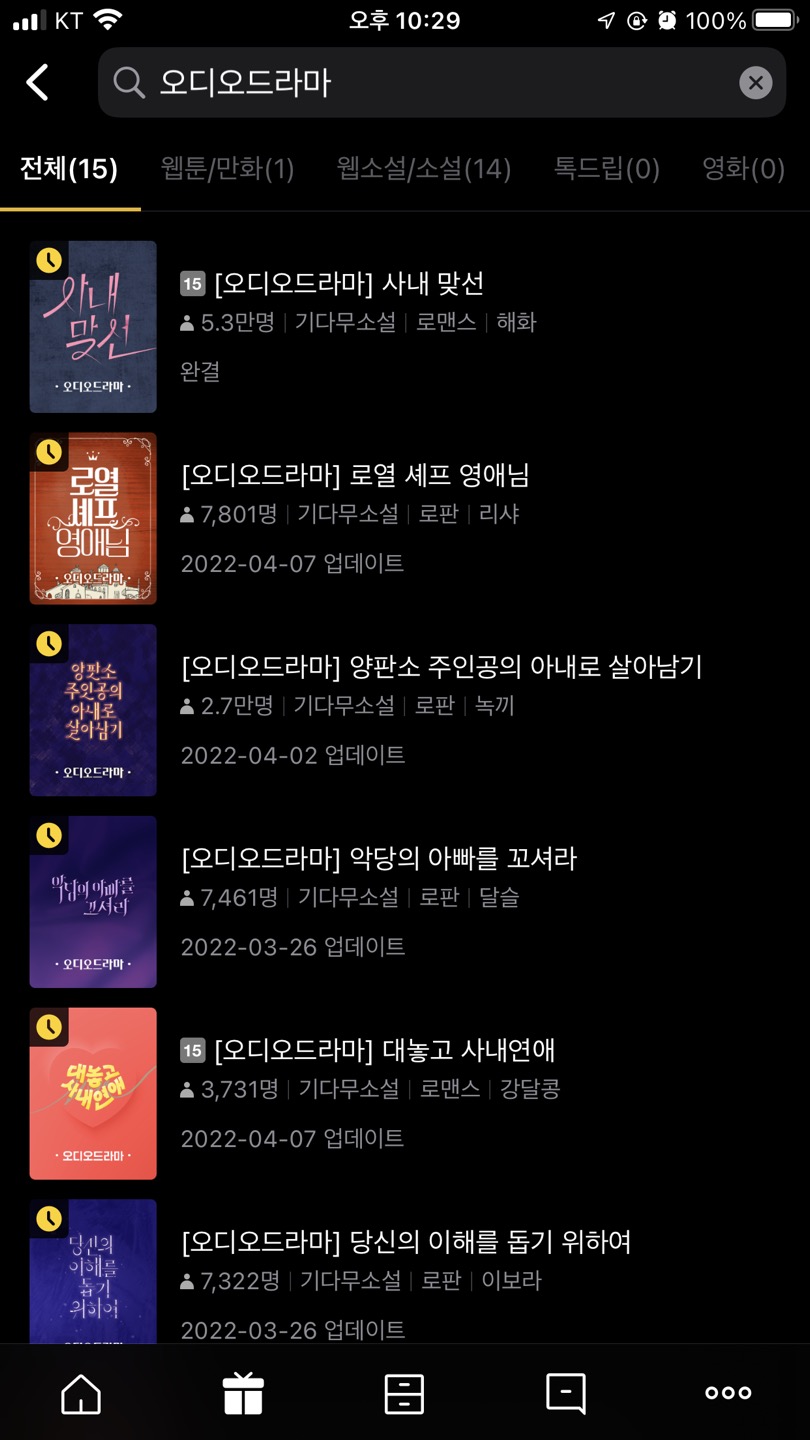 KT 오후 10:29 100%
오디오드라마
전체(15) 웹툰/만화(1) 웹소설/소설(14) 톡드립(0) 영화(0)
사내
맞선
· 오디오드라마 ·
15 [오디오드라마] 사내 맞선
5.3만명 | 기다무소설 | 로맨스 | 해화
완결
로열
셰프
영애님
· 오디오드라마 ·
[오디오드라마] 로열 셰프 영애님
7,801명 | 기다무소설 | 로판 | 리샤
2022-04-07 업데이트
양판소
주인공의
아내로
살아남기
· 오디오드라마 ·
[오디오드라마] 양판소 주인공의 아내로 살아남기
2.7만명 | 기다무소설 | 로판 | 녹끼
2022-04-02 업데이트
악당의 아빠를
꼬셔라
· 오디오드라마 ·
[오디오드라마] 악당의 아빠를 꼬셔라
7,461명 | 기다무소설 | 로판 | 달슬
2022-03-26 업데이트
대놓고
사내연애
· 오디오드라마 ·
15 [오디오드라마] 대놓고 사내연애
3,731명 | 기다무소설 | 로맨스 | 강달콩
2022-04-07 업데이트
당신의
이해를
돕기
위하여
[오디오드라마] 당신의 이해를 돕기 위하여
7,322명 | 기다무소설 | 로판 | 이보라
2022-03-26 업데이트